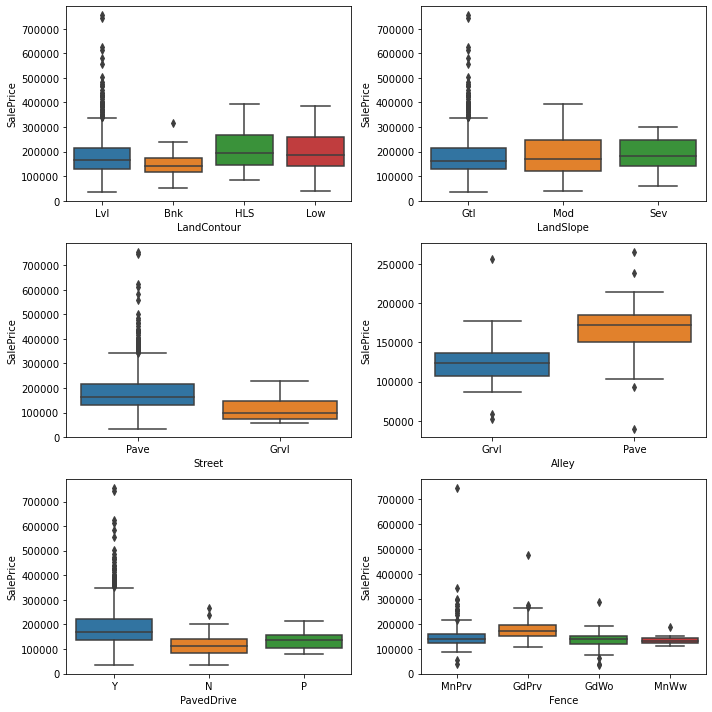 700000
600000
500000
400000
300000
200000
100000
0
SalePrice
Lvl Bnk HLS Low
LandContour
700000
600000
500000
400000
300000
200000
100000
0
SalePrice
Gtl Mod Sev
LandSlope
700000
600000
500000
400000
300000
200000
100000
0
SalePrice
Pave Grvl
Street
250000
200000
150000
100000
50000
SalePrice
Grvl Pave
Alley
700000
600000
500000
400000
300000
200000
100000
0
SalePrice
Y N P
PavedDrive
700000
600000
500000
400000
300000
200000
100000
0
SalePrice
MnPrv GdPrv GdWo MnWw
Fence